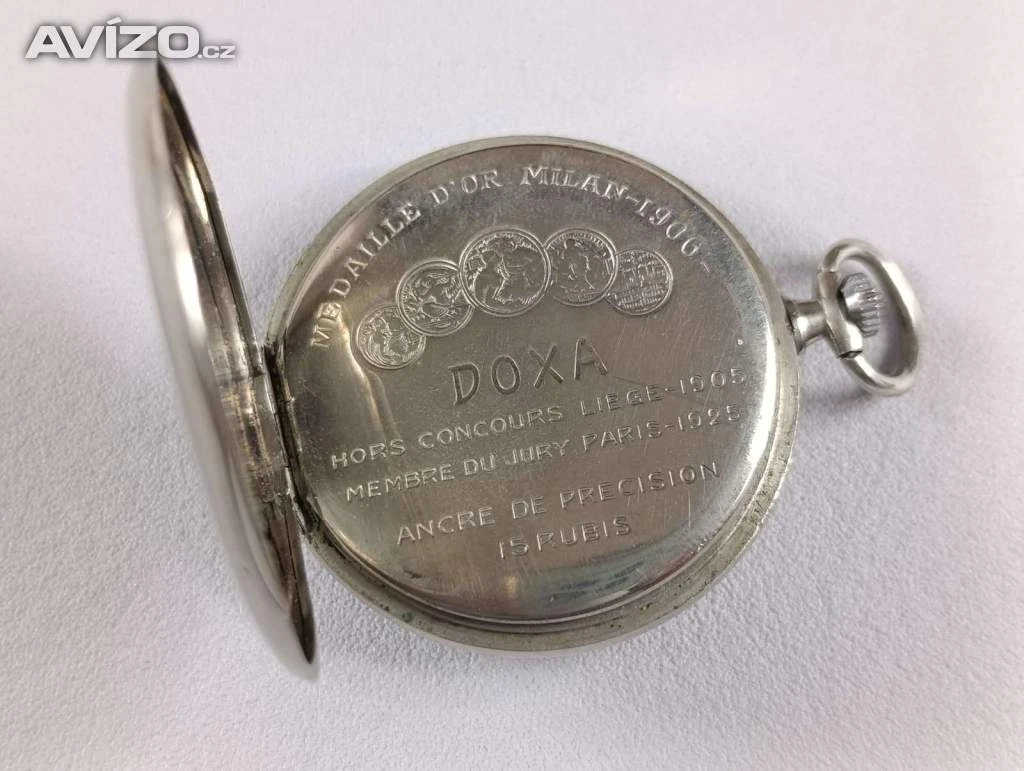 AVÍZO.cz
MEDAILLE D'OR MILAN-1906-
DOXA
HORS CONCOURS LIEGE-1905
MEMBRE DU JURY PARIS-1925
ANCRE DE PRECISION
15 RUBIS